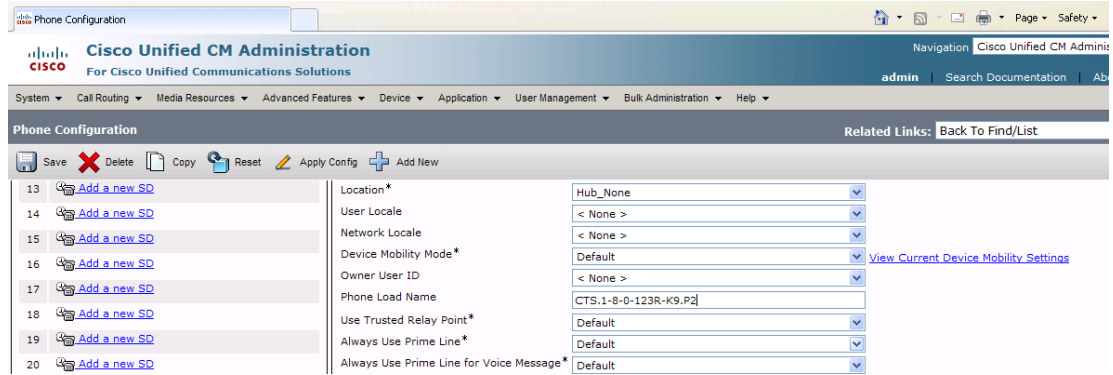 Phone Configuration
Page Safety
Cisco Unified CM Administration
Navigation Cisco Unified CM Adminis
CISCO
For Cisco Unified Communications Solutions
admin | Search Documentation | Abo
System Call Routing Media Resources Advanced Features Device Application User Management Bulk Administration Help
Phone Configuration
Related Links: Back To Find/List
Save Delete Copy Reset Apply Config Add New
13 Add a new SD
Location* Hub_None
14 Add a new SD
User Locale < None >
15 Add a new SD
Network Locale < None >
16 Add a new SD
Device Mobility Mode* Default View Current Device Mobility Settings
17 Add a new SD
Owner User ID < None >
18 Add a new SD
Phone Load Name CTS.1-8-0-123R-K9.P2
19 Add a new SD
Use Trusted Relay Point* Default
Always Use Prime Line* Default
20 Add a new SD
Always Use Prime Line for Voice Message* Default